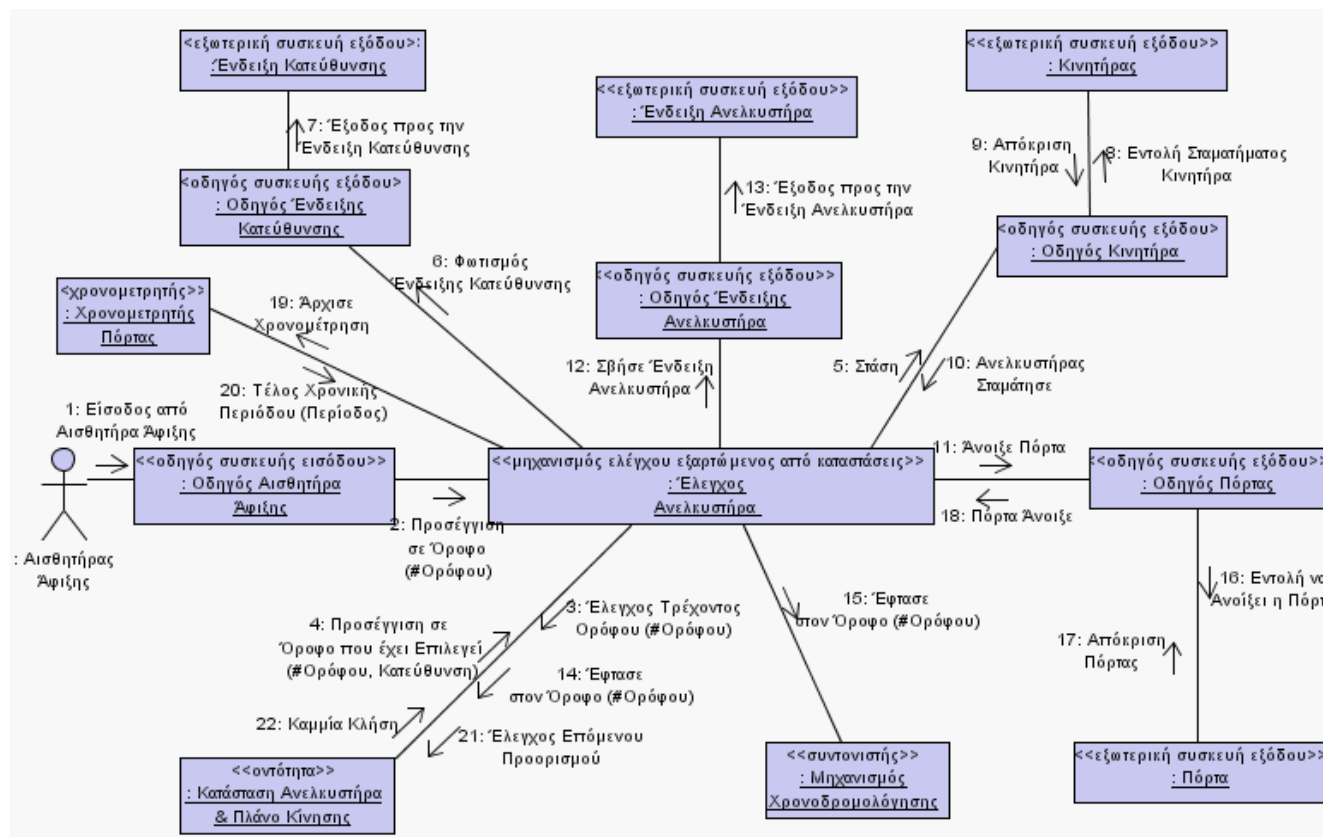 <εξωτερική συσκευή εξόδου>:
:Ένδειξη Κατεύθυνσης
<<εξωτερική συσκευή εξόδου>>
: Κινητήρας
<<εξωτερική συσκευή εξόδου>>
: Ένδειξη Ανελκυστήρα
7: Έξοδος προς την
Ένδειξη Κατεύθυνσης
9: Απόκριση
Κινητήρα
8: Εντολή Σταματήματος
Κινητήρα
<οδηγός συσκευής εξόδου>
: Οδηγός Ένδειξης
Κατεύθυνσης
13: Έξοδος προς την
Ένδειξη Ανελκυστήρα
<οδηγός συσκευής εξόδου>
: Οδηγός Κινητήρα
6: Φωτισμός
Ένδειξης Κατεύθυνσης
<<οδηγός συσκευής εξόδου>>
: Οδηγός Ένδειξης
Ανελκυστήρα
<χρονομετρητής>>
: Χρονομετρητής
Πόρτας
19: Άρχισε
Χρονομέτρηση
20: Τέλος Χρονικής
Περιόδου (Περίοδος)
12: Σβήσε Ένδειξη
Ανελκυστήρα
5: Στάση
10: Ανελκυστήρας
Σταμάτησε
1: Είσοδος από
Αισθητήρα Άφιξης
<<οδηγός συσκευής εισόδου>>
: Οδηγός Αισθητήρα
Άφιξης
<<μηχανισμός ελέγχου εξαρτώμενος από καταστάσεις>>
: Έλεγχος
Ανελκυστήρα
11: Άνοιξε Πόρτα
18: Πόρτα Άνοιξε
<<οδηγός συσκευής εξόδου>>
: Οδηγός Πόρτας
: Αισθητήρας
Άφιξης
2: Προσέγγιση
σε Όροφο
(#Ορόφου)
4: Προσέγγιση σε
Όροφο που έχει Επιλεγεί
(#Ορόφου, Κατεύθυνση)
3: Έλεγχος Τρέχοντος
Ορόφου (#Ορόφου)
14: Έφτασε
στον Όροφο (#Ορόφου)
15: Έφτασε
στον Όροφο (#Ορόφου)
16: Εντολή να
Ανοίξει η Πόρτ
17: Απόκριση
Πόρτας
22: Καμμία Κλήση
21: Έλεγχος Επόμενου
Προορισμού
<<οντότητα>>
: Κατάσταση Ανελκυστήρα
& Πλάνο Κίνησης
<<συντονιστής>>
: Μηχανισμός
Χρονοδρομολόγησης
<<εξωτερική συσκευή εξόδου>
: Πόρτα